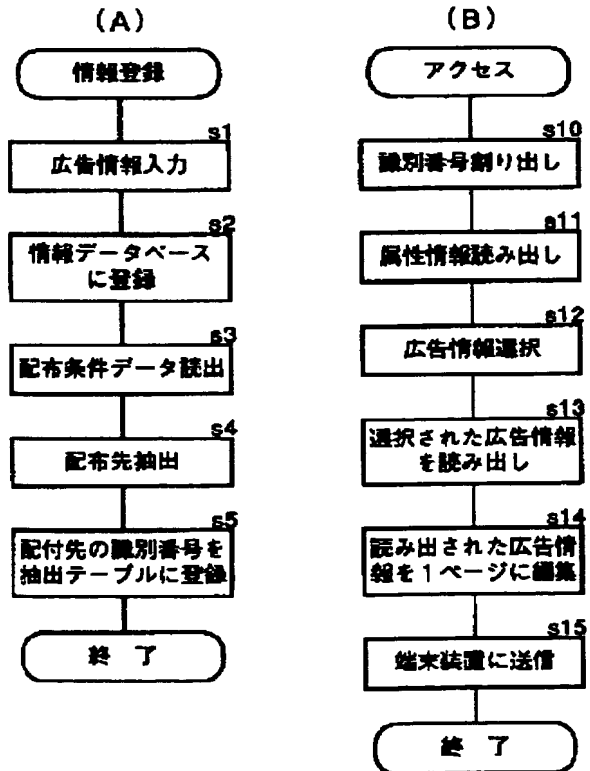 (A)
情報登録
s1
広告情報入力
s2
情報データベース
に登録
s3
配布条件データ読出
s4
配布先抽出
s5
配付先の識別番号を
抽出テーブルに登録
終 了
(B)
アクセス
s10
識別番号割り出し
s11
属性情報読み出し
s12
広告情報選択
s13
選択された広告情報
を読み出し
s14
読み出された広告情
報を1ページに編集
s15
端末装置に送信
終 了